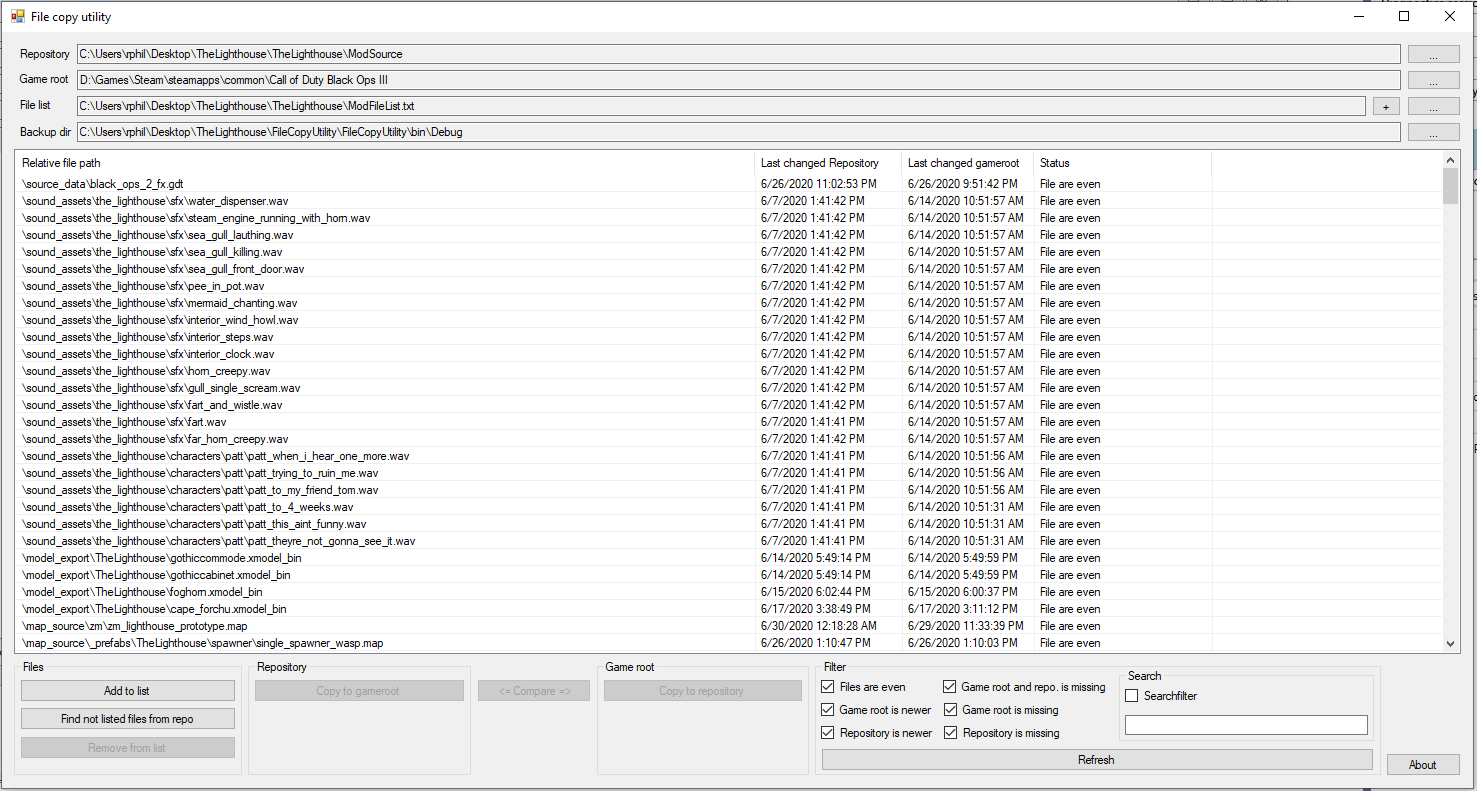 File copy utility
Repository C:\Users\rphil\Desktop\TheLighthouse\TheLighthouse\ModSource ...
Game root D:\Games\Steam\steamapps\common\Call of Duty Black Ops III ...
File list C:\Users\rphil\Desktop\TheLighthouse\TheLighthouse\ModFileList.txt + ...
Backup dir C:\Users\rphil\Desktop\TheLighthouse\FileCopyUtility\FileCopyUtility\bin\Debug ...
Relative file path Last changed Repository Last changed gameroot Status
\source_data\black_ops_2_fx.gdt 6/26/2020 11:02:53 PM 6/26/2020 9:51:42 PM File are even
\sound_assets\the_lighthouse\sfx\water_dispenser.wav 6/7/2020 1:41:42 PM 6/14/2020 10:51:57 AM File are even
\sound_assets\the_lighthouse\sfx\steam_engine_running_with_horn.wav 6/7/2020 1:41:42 PM 6/14/2020 10:51:57 AM File are even
\sound_assets\the_lighthouse\sfx\sea_gull_lauthing.wav 6/7/2020 1:41:42 PM 6/14/2020 10:51:57 AM File are even
\sound_assets\the_lighthouse\sfx\sea_gull_killing.wav 6/7/2020 1:41:42 PM 6/14/2020 10:51:57 AM File are even
\sound_assets\the_lighthouse\sfx\sea_gull_front_door.wav 6/7/2020 1:41:42 PM 6/14/2020 10:51:57 AM File are even
\sound_assets\the_lighthouse\sfx\pee_in_pot.wav 6/7/2020 1:41:42 PM 6/14/2020 10:51:57 AM File are even
\sound_assets\the_lighthouse\sfx\mermaid_chanting.wav 6/7/2020 1:41:42 PM 6/14/2020 10:51:57 AM File are even
\sound_assets\the_lighthouse\sfx\interior_wind_howl.wav 6/7/2020 1:41:42 PM 6/14/2020 10:51:57 AM File are even
\sound_assets\the_lighthouse\sfx\interior_steps.wav 6/7/2020 1:41:42 PM 6/14/2020 10:51:57 AM File are even
\sound_assets\the_lighthouse\sfx\interior_clock.wav 6/7/2020 1:41:42 PM 6/14/2020 10:51:57 AM File are even
\sound_assets\the_lighthouse\sfx\horn_creepy.wav 6/7/2020 1:41:42 PM 6/14/2020 10:51:57 AM File are even
\sound_assets\the_lighthouse\sfx\gull_single_scream.wav 6/7/2020 1:41:42 PM 6/14/2020 10:51:57 AM File are even
\sound_assets\the_lighthouse\sfx\fart_and_wistle.wav 6/7/2020 1:41:42 PM 6/14/2020 10:51:57 AM File are even
\sound_assets\the_lighthouse\sfx\fart.wav 6/7/2020 1:41:41 PM 6/14/2020 10:51:57 AM File are even
\sound_assets\the_lighthouse\sfx\far_horn_creepy.wav 6/7/2020 1:41:42 PM 6/14/2020 10:51:57 AM File are even
\sound_assets\the_lighthouse\characters\patt\patt_when_i_hear_one_more.wav 6/7/2020 1:41:41 PM 6/14/2020 10:51:56 AM File are even
\sound_assets\the_lighthouse\characters\patt\patt_trying_to_ruin_me.wav 6/7/2020 1:41:41 PM 6/14/2020 10:51:56 AM File are even
\sound_assets\the_lighthouse\characters\patt\patt_to_my_friend_tom.wav 6/7/2020 1:41:41 PM 6/14/2020 10:51:56 AM File are even
\sound_assets\the_lighthouse\characters\patt\patt_to_4_weeks.wav 6/7/2020 1:41:41 PM 6/14/2020 10:51:31 AM File are even
\sound_assets\the_lighthouse\characters\patt\patt_this_aint_funny.wav 6/7/2020 1:41:41 PM 6/14/2020 10:51:31 AM File are even
\sound_assets\the_lighthouse\characters\patt\patt_theyre_not_gonna_see_it.wav 6/7/2020 1:41:41 PM 6/14/2020 10:51:31 AM File are even
\model_export\TheLighthouse\gothiccommode.xmodel_bin 6/14/2020 5:49:14 PM 6/14/2020 5:49:59 PM File are even
\model_export\TheLighthouse\gothiccabinet.xmodel_bin 6/14/2020 5:49:14 PM 6/14/2020 5:49:59 PM File are even
\model_export\TheLighthouse\foghorn.xmodel_bin 6/15/2020 6:02:44 PM 6/15/2020 6:00:37 PM File are even
\model_export\TheLighthouse\cape_forchu.xmodel_bin 6/17/2020 3:38:49 PM 6/17/2020 3:11:12 PM File are even
\map_source\zm\zm_lighthouse_prototype.map 6/30/2020 12:18:28 AM 6/29/2020 11:33:39 PM File are even
\map_source\_prefabs\TheLighthouse\spawner\single_spawner_wasp.map 6/26/2020 1:10:47 PM 6/26/2020 1:10:03 PM File are even
Files Repository Game root Filter Search
Add to list Copy to gameroot <= Compare => Copy to repository Files are even Game root and repo. is missing Searchfilter
Find not listed files from repo Game root is newer Game root is missing
Remove from list Repository is newer Repository is missing
Refresh
About